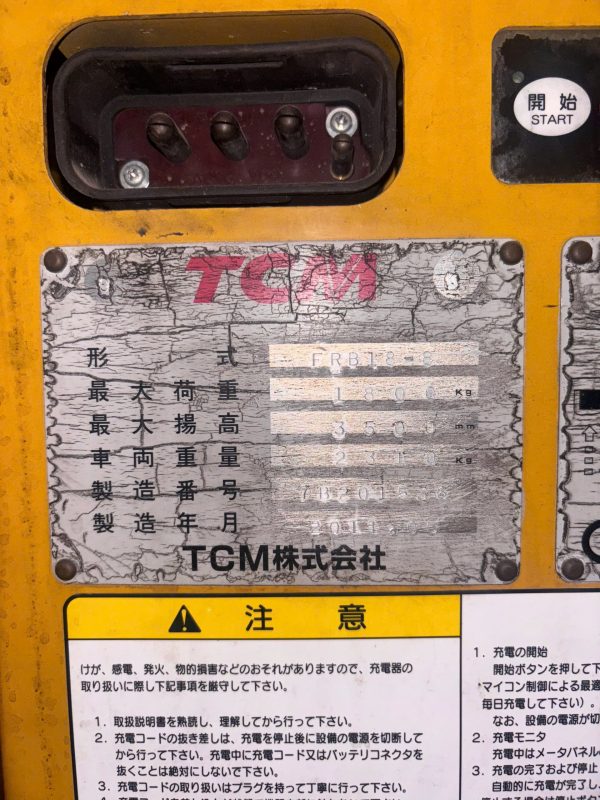 開始
START
TCM
形式 FRB18-8
最大荷重 1800 Kg
最大揚高 3500 mm
車両重量 2310 Kg
製造番号
製造年月
TCM株式会社
注意
けが、感電、発火、物的損害などのおそれがありますので、充電器の
取り扱いに際し下記事項を厳守して下さい。
1. 取扱説明書を熟読し、理解してから行って下さい。
2. 充電コードの抜き差しは、充電を停止後に設備の電源を切断して
から行って下さい。充電中に充電コード又はバッテリコネクタを
抜くことは絶対にしないで下さい。
3. 充電コードの取り扱いはプラグを持って丁寧に行って下さい。
1. 充電の開始
開始ボタンを押して下
マイコン制御による最適
毎日充電して下さい）。
なお、設備の電源が切
2. 充電モニタ
充電中はメータパネルの
3. 充電の完了および停止
自動的に充電が完了し、